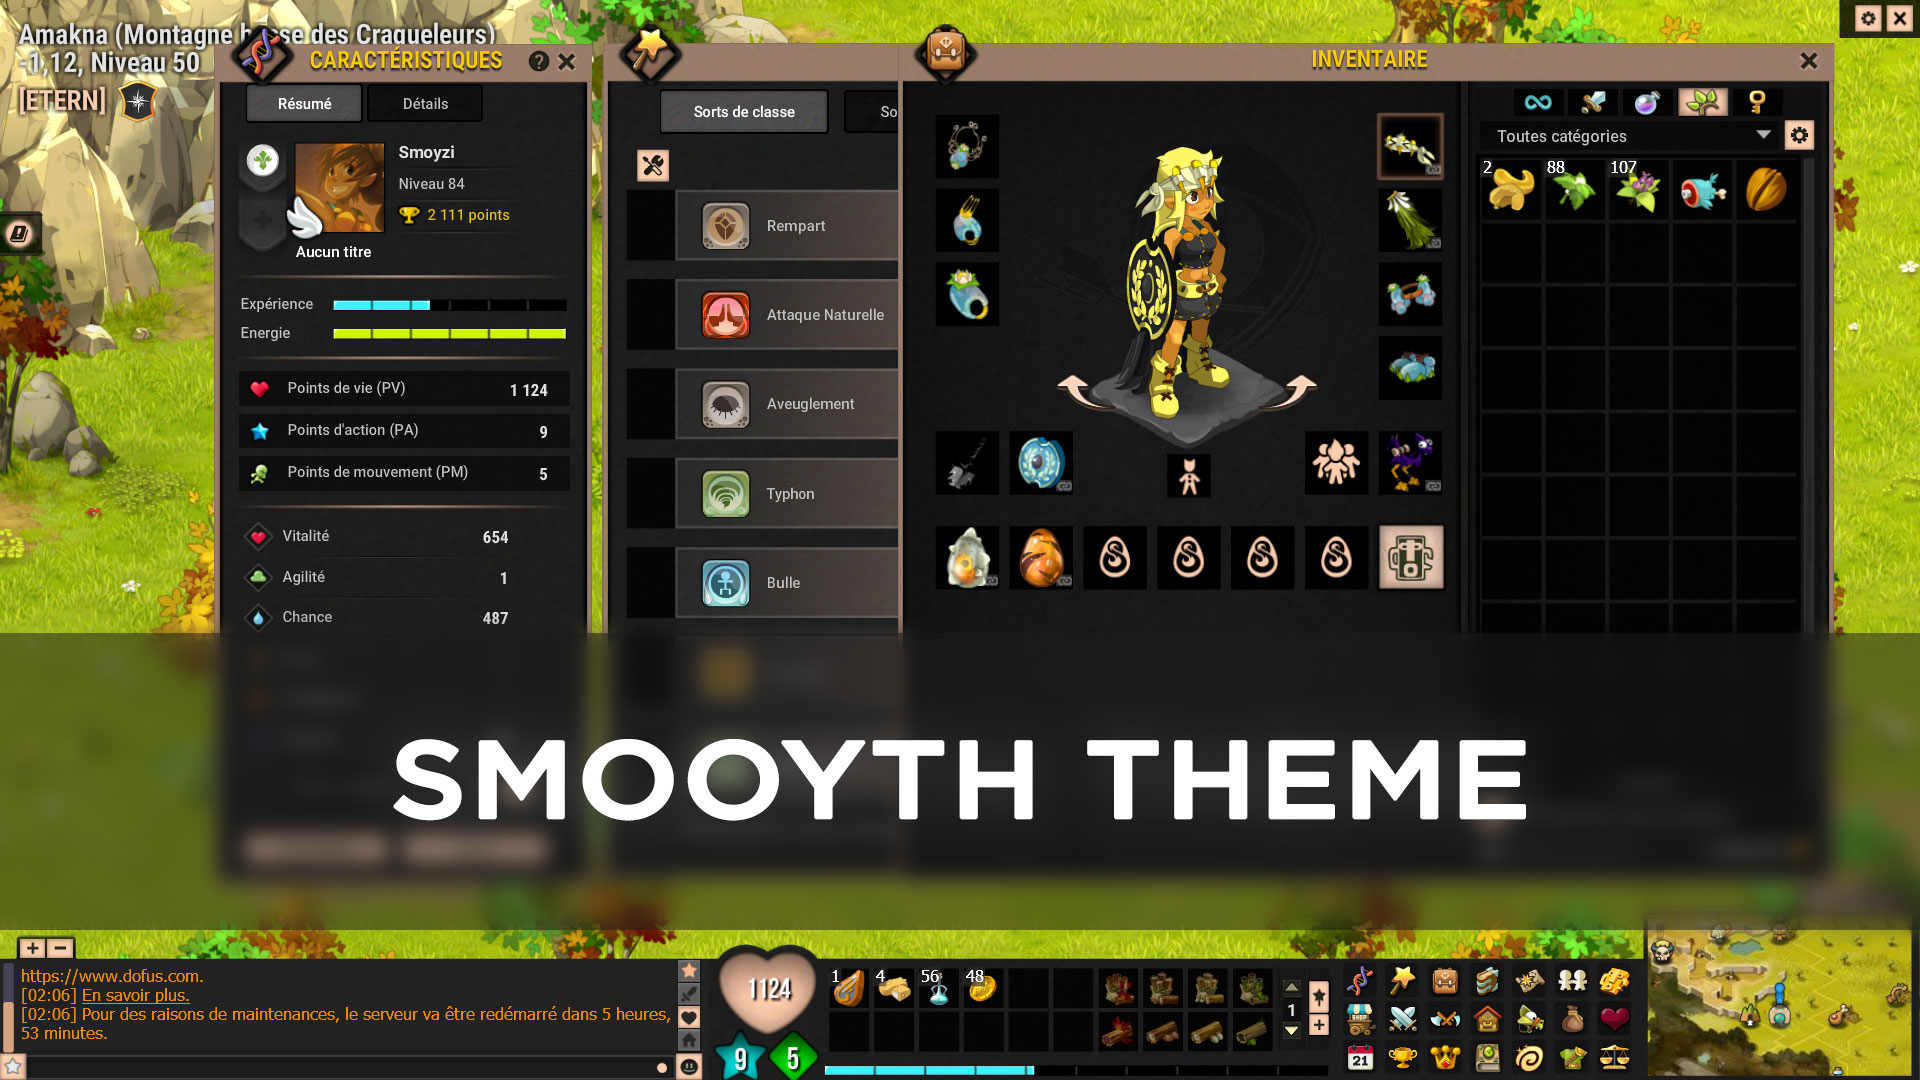 Amakna (Montagne basse des Craqueleurs)
-1,12, Niveau 50
[ETERN]
CARACTÉRISTIQUES
?
Résumé
Détails
Smoyzi
Niveau 84
2 111 points
Aucun titre
Expérience
Energie
Points de vie (PV)
1 124
Points d'action (PA)
9
Points de mouvement (PM)
5
Vitalité
654
Agilité
1
Chance
487
Sorts de classe
So
Rempart
Attaque Naturelle
Aveuglement
Typhon
Bulle
INVENTAIRE
Toutes catégories
2
88
107
SMOOYTH THEME
https://www.dofus.com.
[02:06] En savoir plus.
[02:06] Pour des raisons de maintenances, le serveur va être redémarré dans 5 heures,
53 minutes.
1124
9
5
1
4
56
48
1
SHOP
21